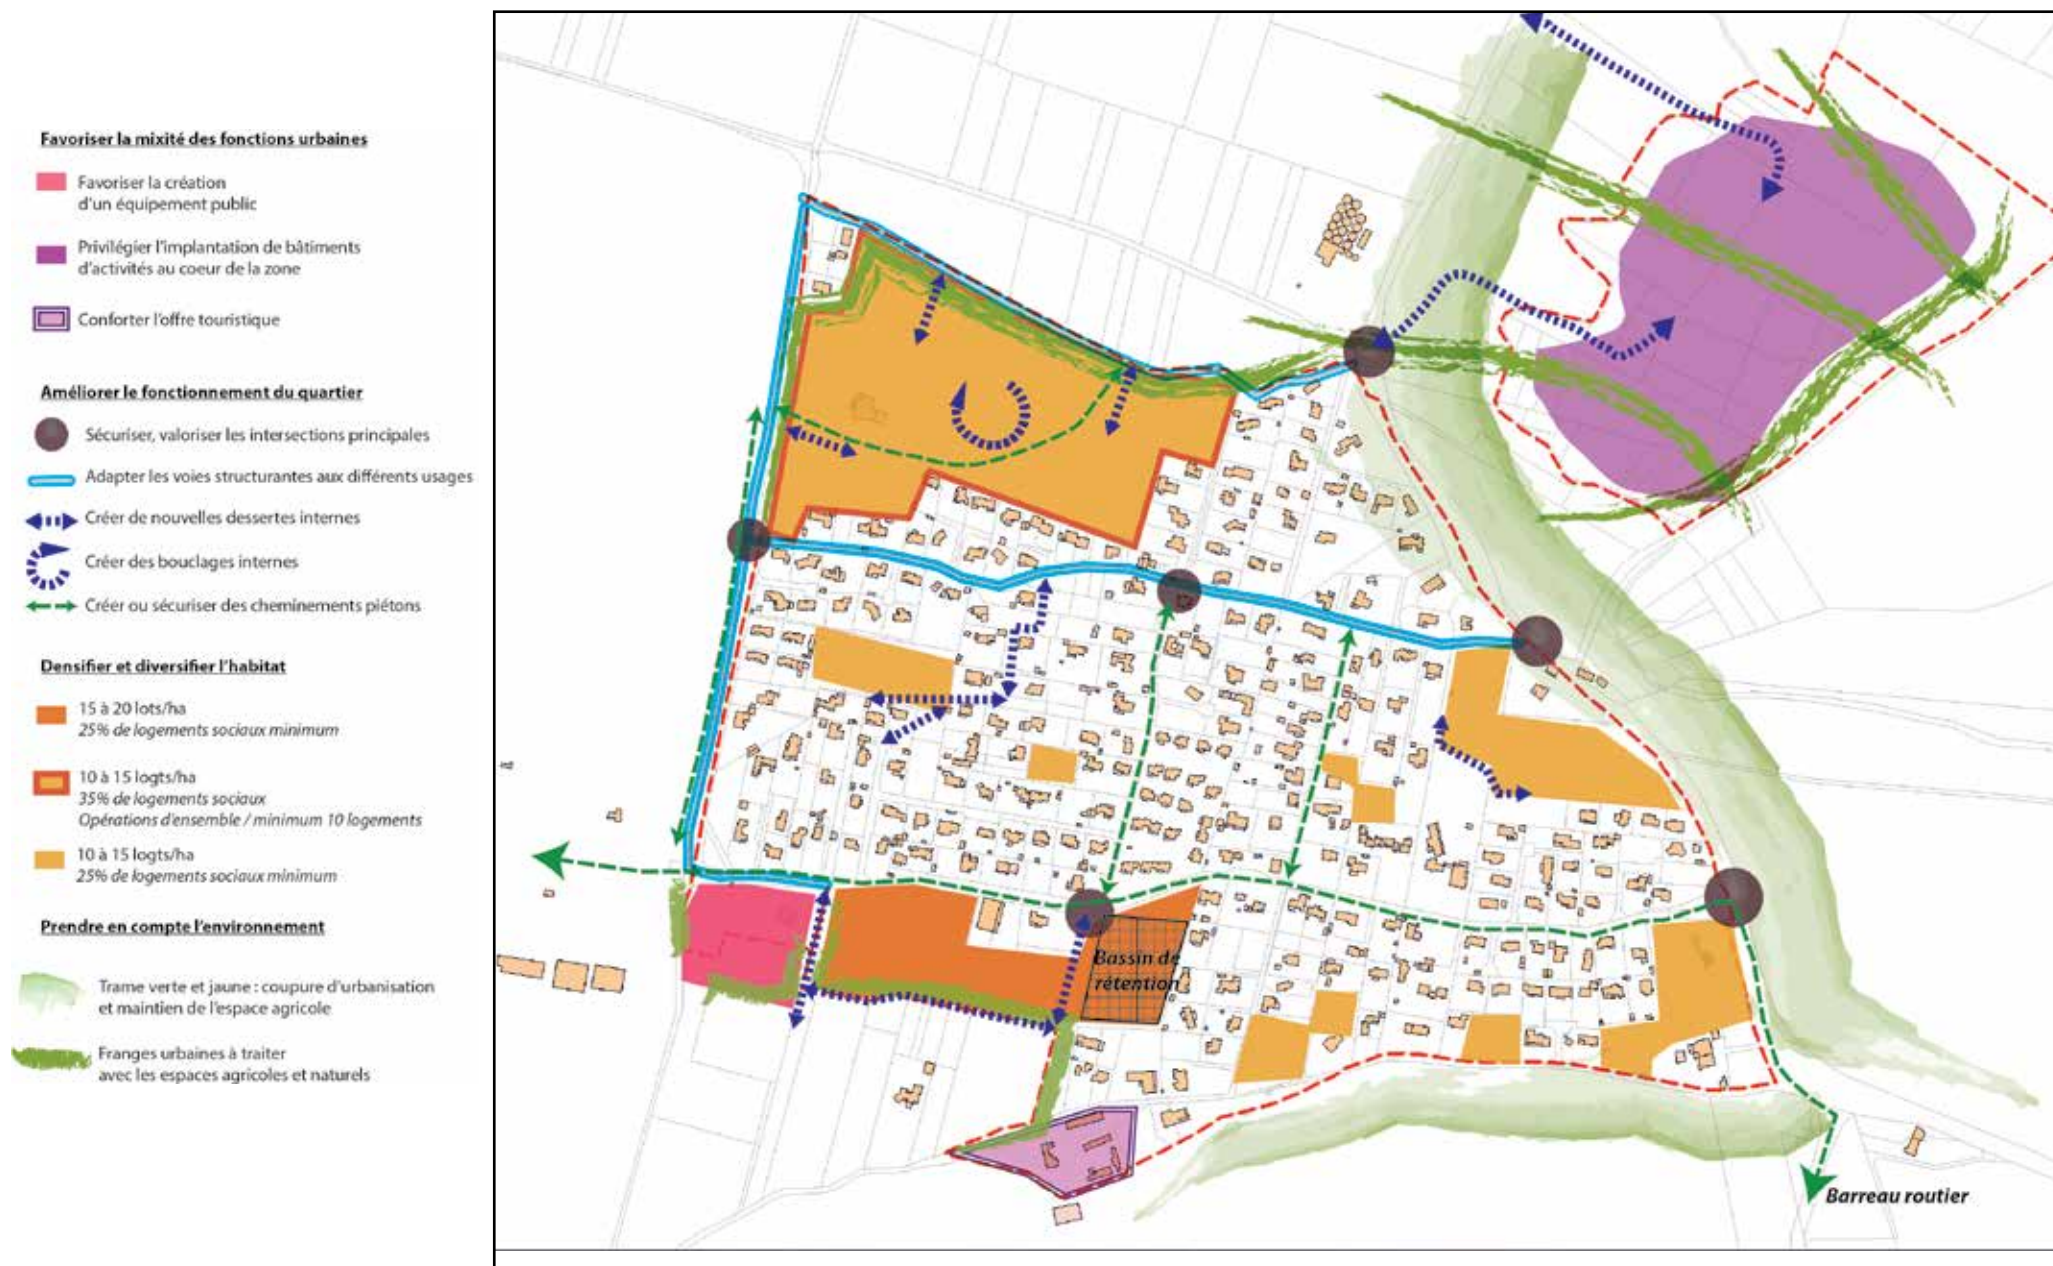 Favoriser la mixité des fonctions urbaines
Favoriser la création
d'un équipement public
Privilégier l'implantation de bâtiments
d'activités au coeur de la zone
Conforter l'offre touristique
Améliorer le fonctionnement du quartier
Sécuriser, valoriser les intersections principales
Adapter les voies structurantes aux différents usages
Créer de nouvelles dessertes internes
Créer des bouclages internes
Créer ou sécuriser des cheminements piétons
Densifier et diversifier l'habitat
15 à 20 lots/ha
25% de logements sociaux minimum
10 à 15 logts/ha
35% de logements sociaux
Opérations d'ensemble / minimum 10 logements
10 à 15 logts/ha
25% de logements sociaux minimum
Prendre en compte l'environnement
Trame verte et jaune : coupure d'urbanisation
et maintien de l'espace agricole
Franges urbaines à traiter
avec les espaces agricoles et naturels
Bassin de
rétention
Barreau routier